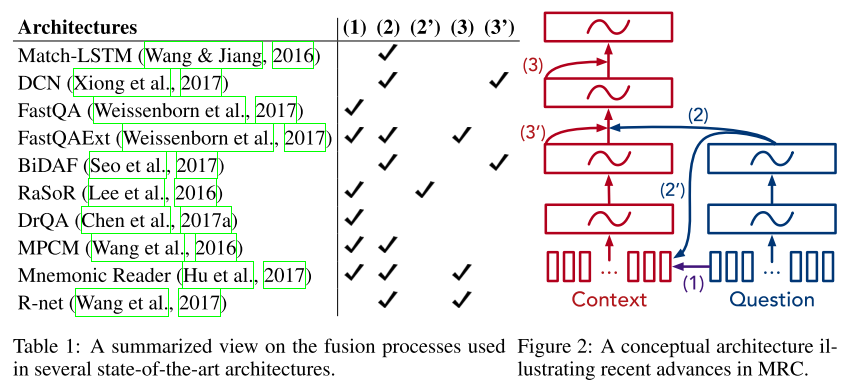 Architectures (1) (2) (2') (3) (3')
Match-LSTM (Wang & Jiang, 2016) ✓
DCN (Xiong et al., 2017) ✓ ✓
FastQA (Weissenborn et al., 2017) ✓
FastQAExt (Weissenborn et al., 2017) ✓ ✓ ✓
BiDAF (Seo et al., 2017) ✓ ✓
RaSoR (Lee et al., 2016) ✓ ✓
DrQA (Chen et al., 2017a) ✓
MPCM (Wang et al., 2016) ✓ ✓
Mnemonic Reader (Hu et al., 2017) ✓ ✓ ✓
R-net (Wang et al., 2017) ✓ ✓
Table 1: A summarized view on the fusion processes used
in several state-of-the-art architectures.
(3)
(2)
(3')
(2')
(1)
... ...
Context Question
Figure 2: A conceptual architecture il-
lustrating recent advances in MRC.